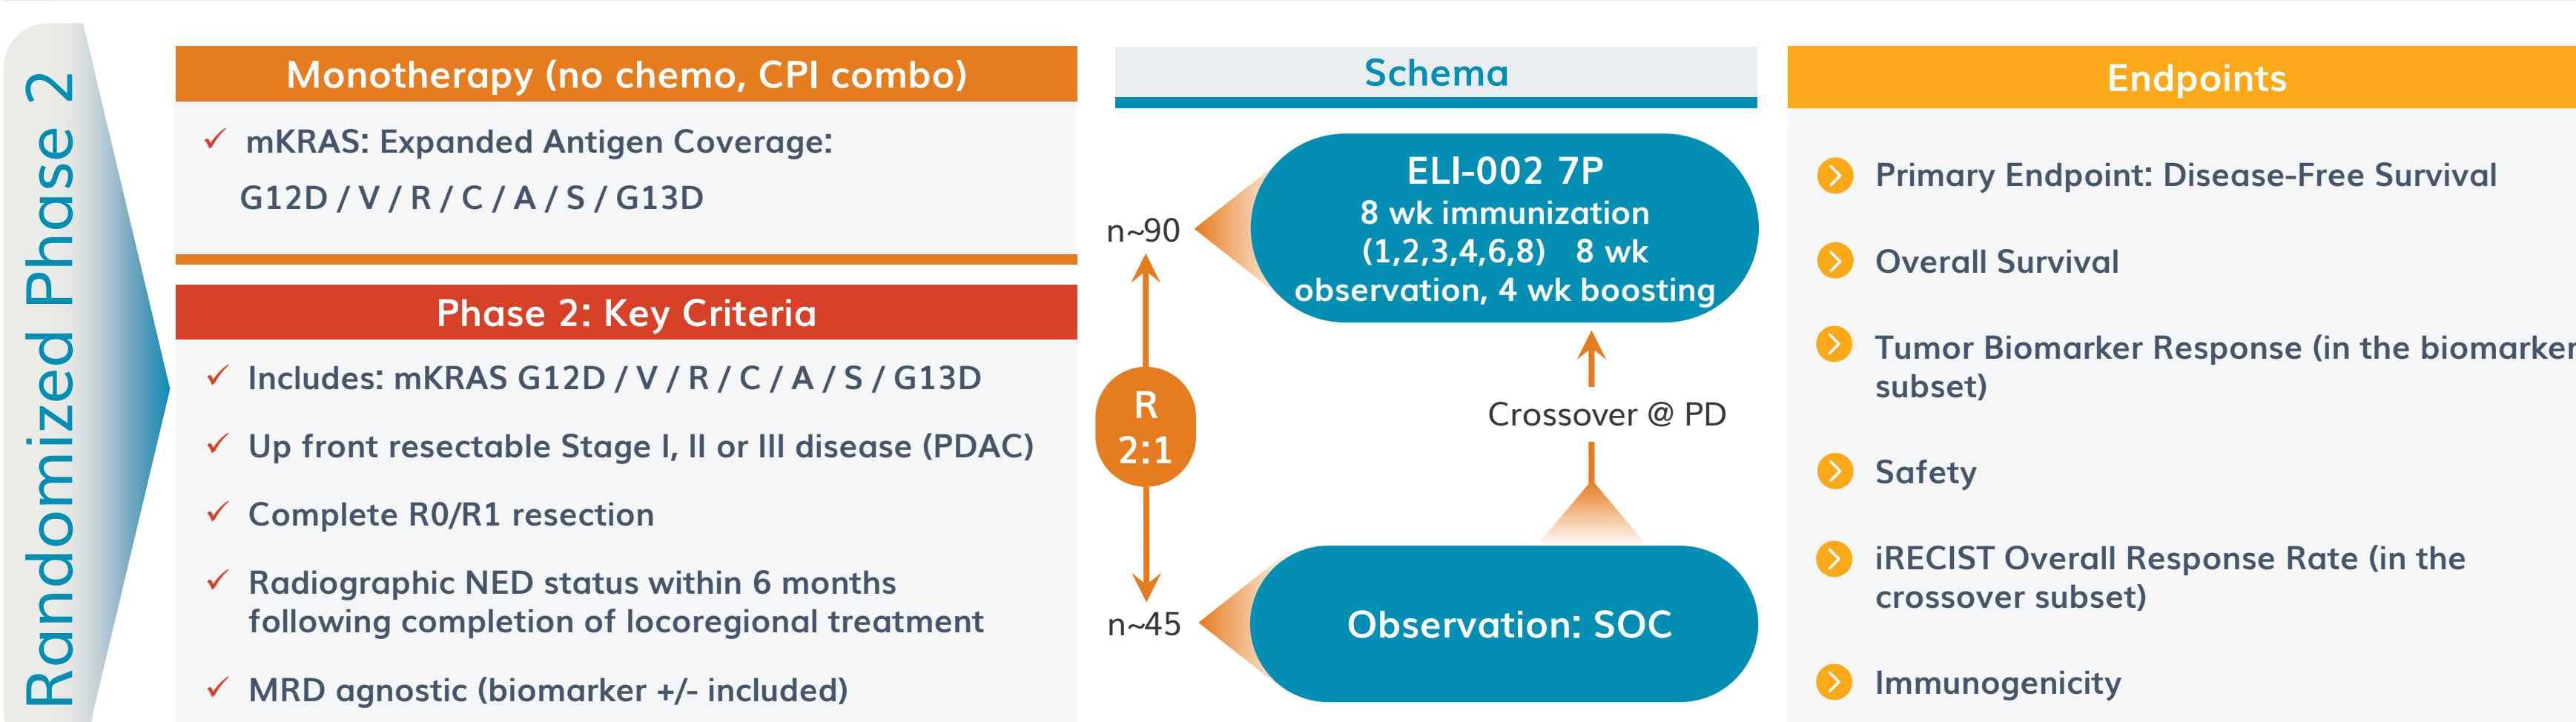 Randomized Phase 2
Monotherapy (no chemo, CPI combo)
✓ mKRAS: Expanded Antigen Coverage:
G12D / V / R / C / A / S / G13D
Phase 2: Key Criteria
✓ Includes: mKRAS G12D / V / R / C / A / S / G13D
✓ Up front resectable Stage I, II or III disease (PDAC)
✓ Complete R0/R1 resection
✓ Radiographic NED status within 6 months
following completion of locoregional treatment
✓ MRD agnostic (biomarker +/- included)
Schema
n~90
ELI-002 7P
8 wk immunization
(1,2,3,4,6,8) 8 wk
observation, 4 wk boosting
R
2:1
Crossover @ PD
n~45
Observation: SOC
Endpoints
Primary Endpoint: Disease-Free Survival
Overall Survival
Tumor Biomarker Response (in the biomarker
subset)
Safety
iRECIST Overall Response Rate (in the
crossover subset)
Immunogenicity